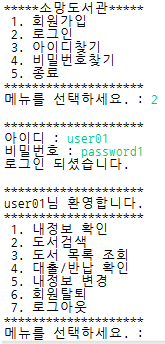 *****소망도서관*****
1. 회원가입
2. 로그인
3. 아이디찾기
4. 비밀번호찾기
5. 종료
********************
메뉴를 선택하세요. : 2
********************
아이디 : user01
비밀번호 : password1
로그인 되셨습니다.
********************
user01님 환영합니다.
********************
1. 내정보 확인
2. 도서검색
3. 도서 목록 조회
4. 대출/반납 확인
5. 내정보 변경
6. 회원탈퇴
7. 로그아웃
********************
메뉴를 선택하세요. :